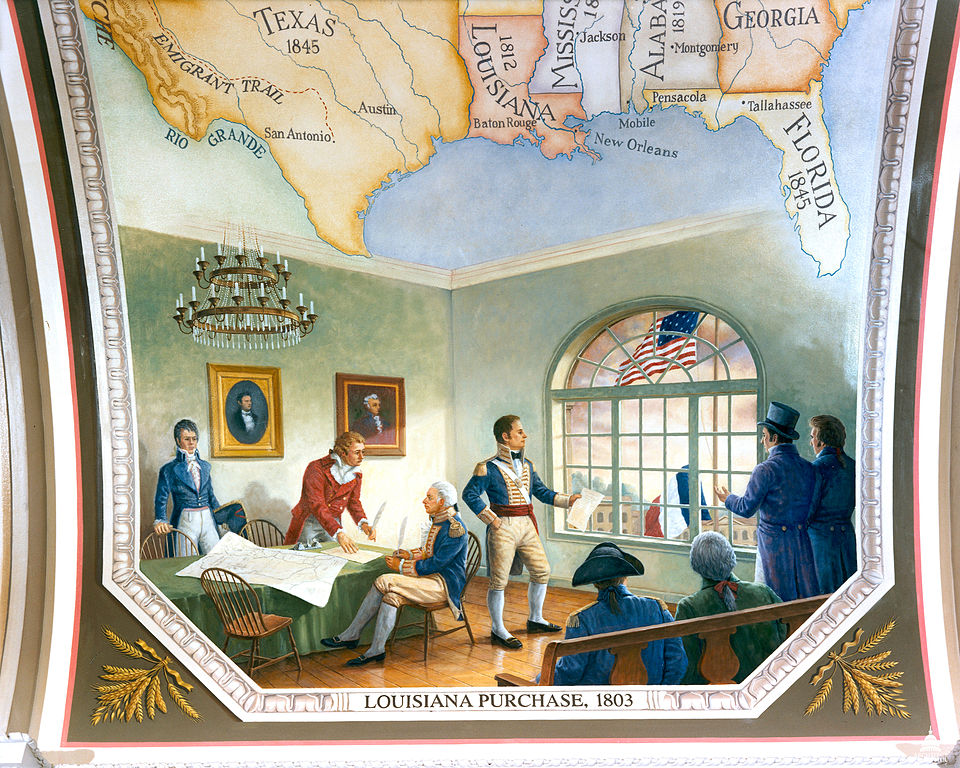 TEXAS
1845
LOUISIANA
1812
Jackson
1819
Montgomery
GEORGIA
EMIGRANT TRAIL
Austin
San Antonio
RIO GRANDE
Baton Rouge
New Orleans
Mobile
Pensacola
Tallahassee
FLORIDA
1845
LOUISIANA PURCHASE, 1803